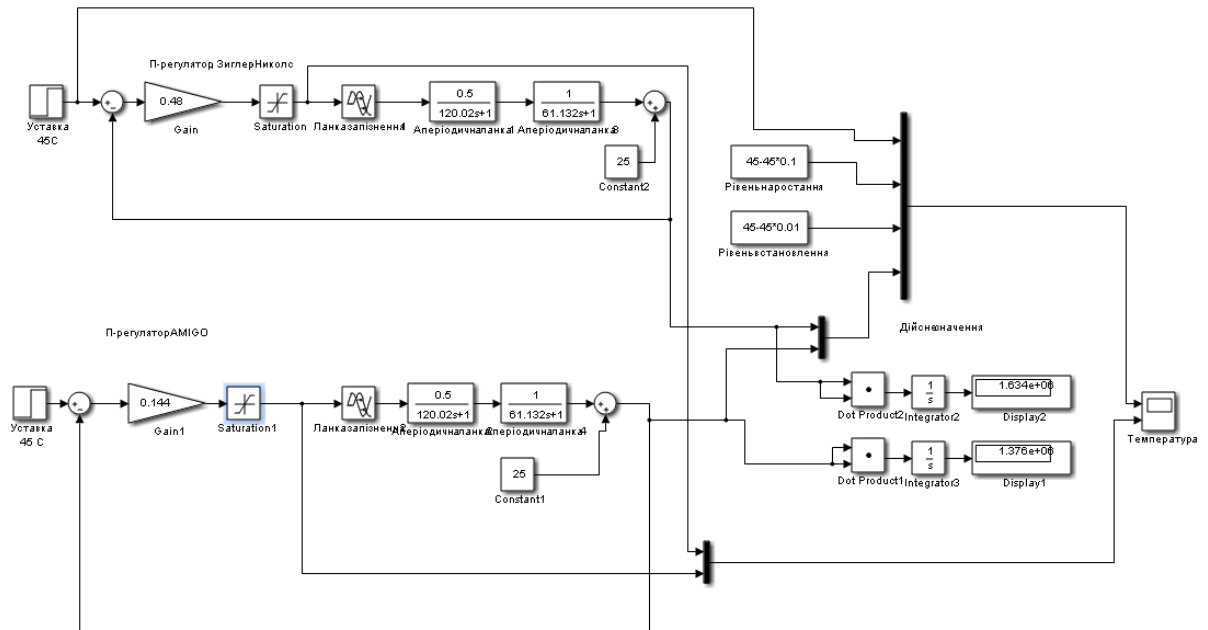 П-регулятор ЗиглерНиколс
0.48
Gain
Уставка
45С
Saturation
Ланказапізнення1
0.5
120.02s+1
Аперіодичналанка1
1
61.132s+1
Аперіодичналанка3
25
Constant2
45-45*0.1
Рівеньнаростання
45-45*0.01
Рівеньвстановлення
Дійснезначення
П-регуляторAMIGO
Уставка
45 С
0.144
Gain1
Saturation1
Ланказапізнення2
0.5
120.02s+1
Аперіодичналанка2
1
61.132s+1
Аперіодичналанка4
25
Constant1
Dot Product2
1
s
Integrator2
1.634e+06
Display2
Dot Product1
1
s
Integrator3
1.376e+06
Display1
Температура